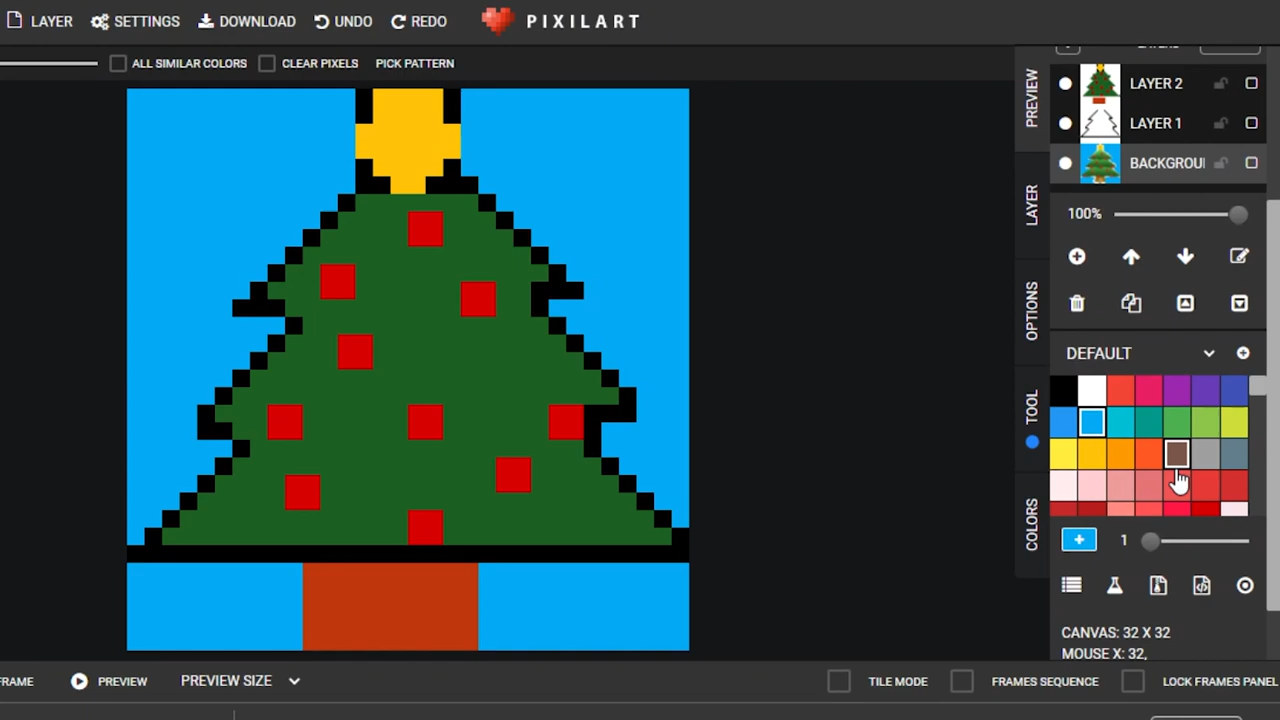 LAYER SETTINGS DOWNLOAD UNDO REDO PIXILART
ALL SIMILAR COLORS CLEAR PIXELS PICK PATTERN
PREVIEW
LAYER
OPTIONS
TOOL
COLORS
LAYER 2
LAYER 1
BACKGROU
100%
DEFAULT
1
CANVAS: 32 X 32
MOUSE X: 32,
FRAME PREVIEW PREVIEW SIZE TILE MODE FRAMES SEQUENCE LOCK FRAMES PANEL